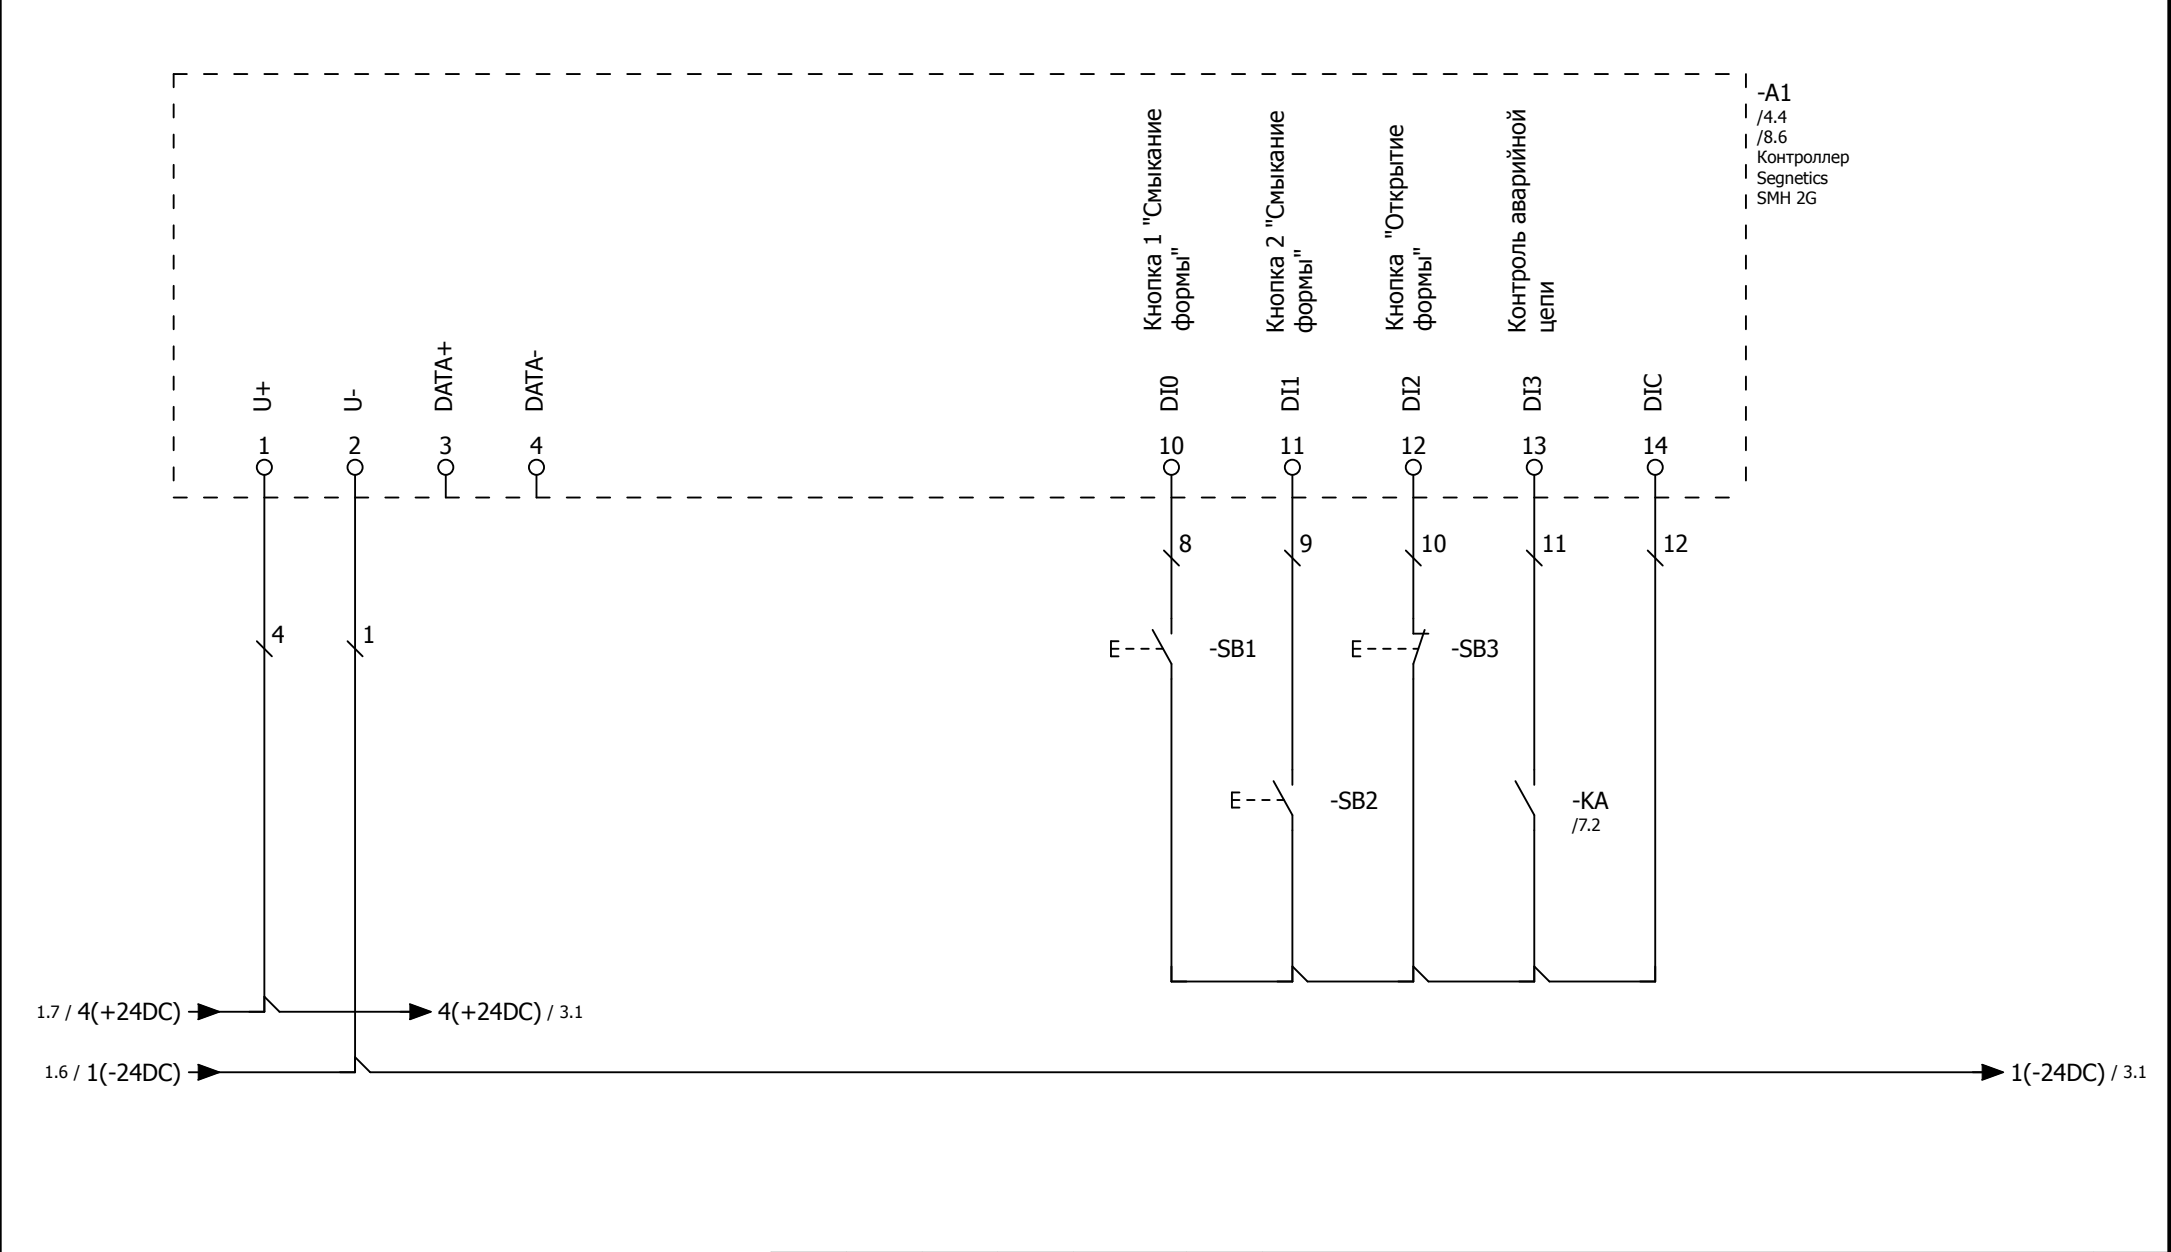 -A1
/4.4
/8.6
Контроллер
Segnetics
SMH 2G
Кнопка 1 "Смыкание
формы"
Кнопка 2 "Смыкание
формы"
Кнопка "Открытие
формы"
Контроль аварийной
цепи
U+
U-
DATA+
DATA-
DI0
DI1
DI2
DI3
DIC
1
2
3
4
10
11
12
13
14
8
9
10
11
12
4
1
E
-SB1
E
-SB3
E
-SB2
-KA
/7.2
1.7 / 4(+24DC)
4(+24DC) / 3.1
1.6 / 1(-24DC)
1(-24DC) / 3.1